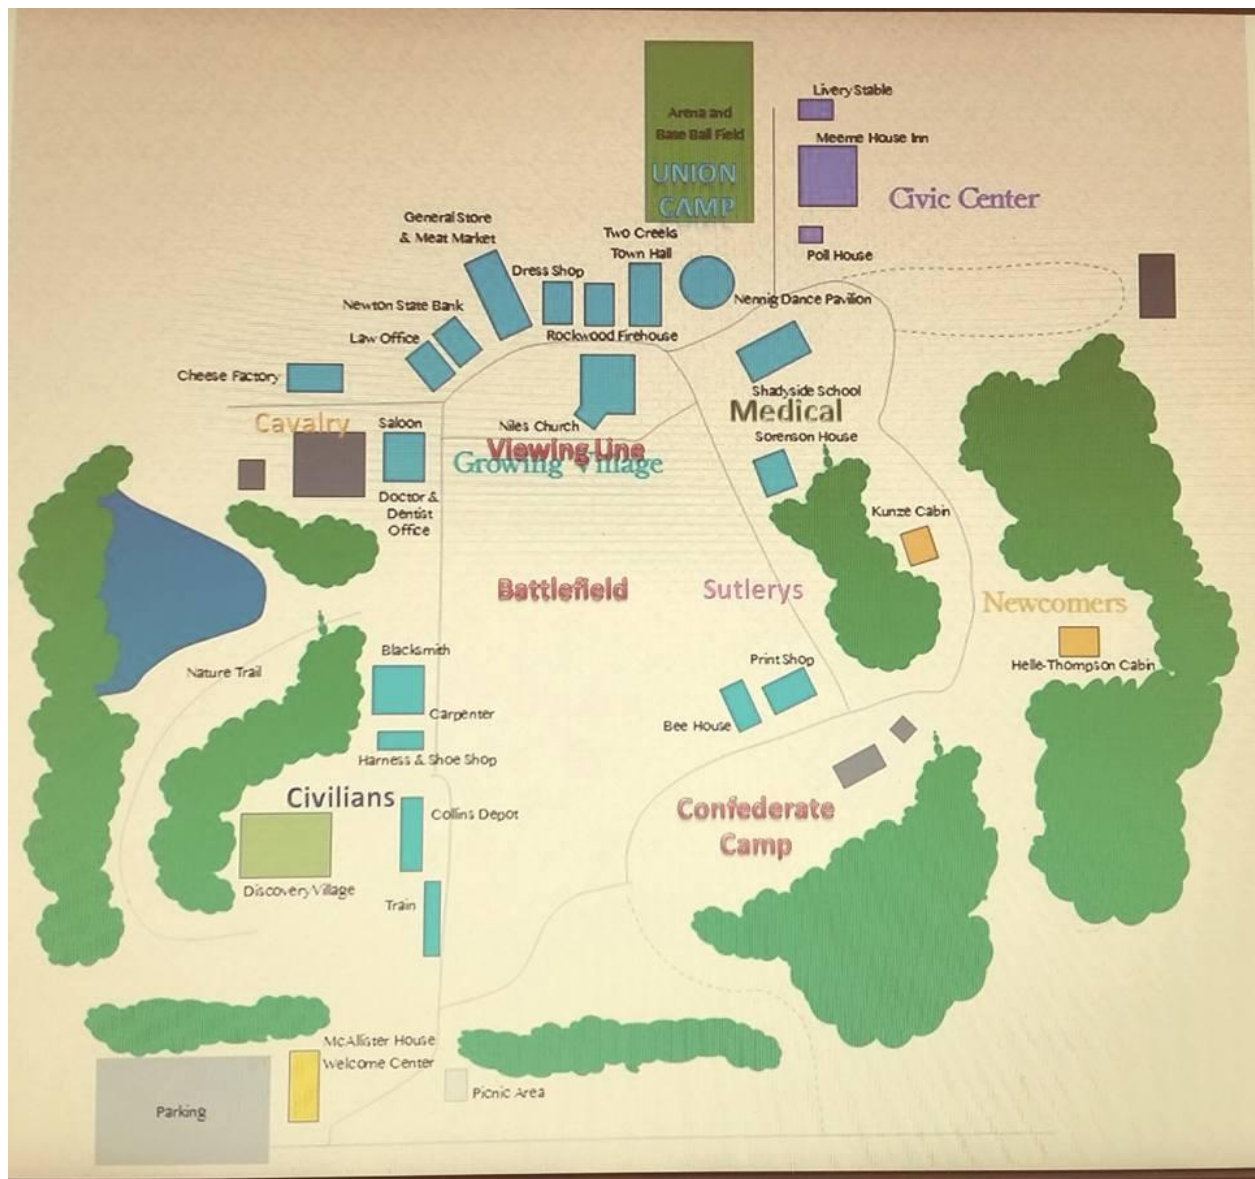 Livery Stable
Arena and
Base Ball Field
Meeme House Inn
UNION
CAMP
Civic Center
General Store
& Meat Market
Two Creeks
Town Hall
Poll House
Dress Shop
Nennig Dance Pavilion
Newton State Bank
Law Office
Rockwood Firehouse
Cheese Factory
Shadyside School
Medical
Cavalry
Saloon
Niles Church
Sorenson House
Viewing Line
Growing Village
Doctor &
Dentist
Office
Kunze Cabin
Battlefield
Sutlerys
Newcomers
Blacksmith
Print Shop
Helle-Thompson Cabin
Nature Trail
Carpenter
Bee House
Harness & Shoe Shop
Civilians
Confederate
Camp
Collins Depot
Discovery Village
Train
McAllister House
Welcome Center
Picnic Area
Parking